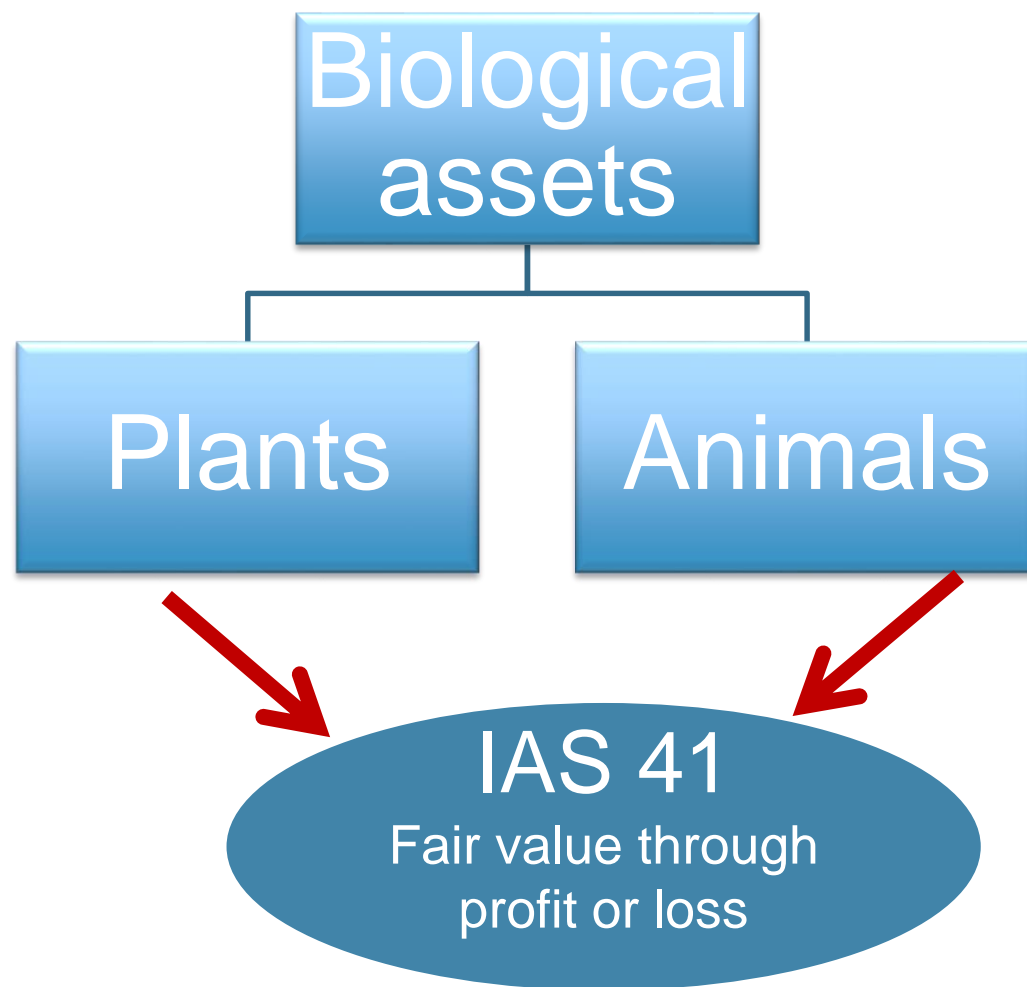 Biological
assets
Plants
Animals
IAS 41
Fair value through
profit or loss